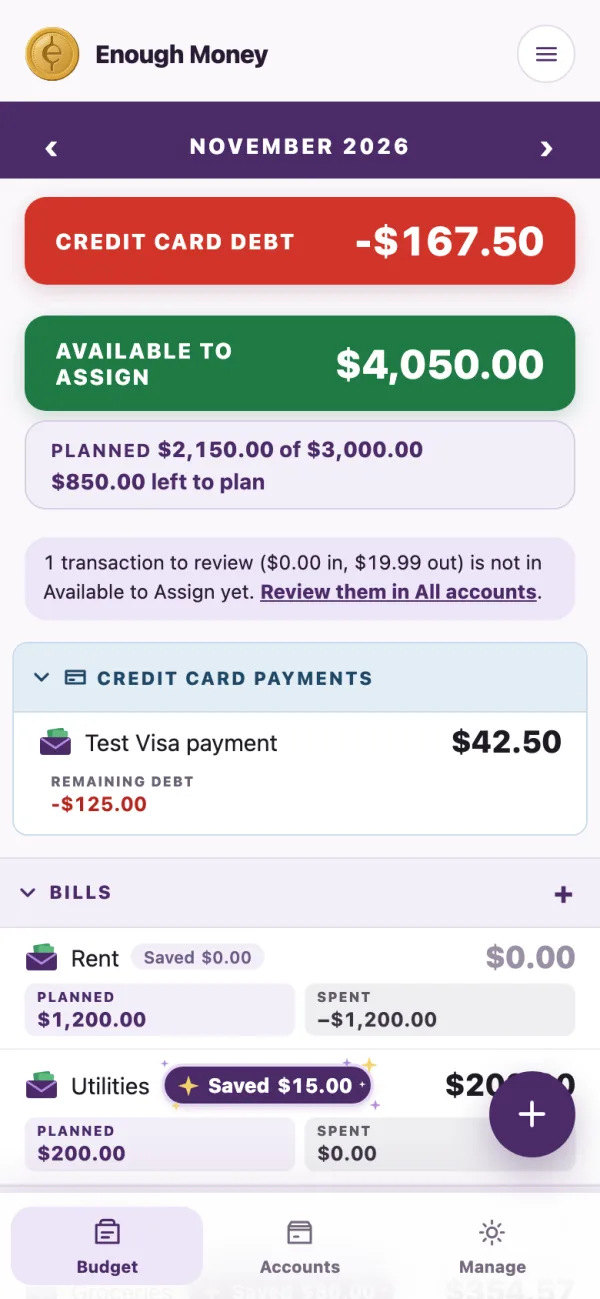 Enough Money
‹ NOVEMBER 2026 ›
CREDIT CARD DEBT -$167.50
AVAILABLE TO
ASSIGN
$4,050.00
PLANNED $2,150.00 of $3,000.00
$850.00 left to plan
1 transaction to review ($0.00 in, $19.99 out) is not in
Available to Assign yet. Review them in All accounts.
CREDIT CARD PAYMENTS
Test Visa payment $42.50
REMAINING DEBT
-$125.00
BILLS +
Rent Saved $0.00 $0.00
PLANNED SPENT
$1,200.00 –$1,200.00
Utilities Saved $15.00
PLANNED SPENT
$200.00 $0.00
+
Budget Accounts Manage
Groceries